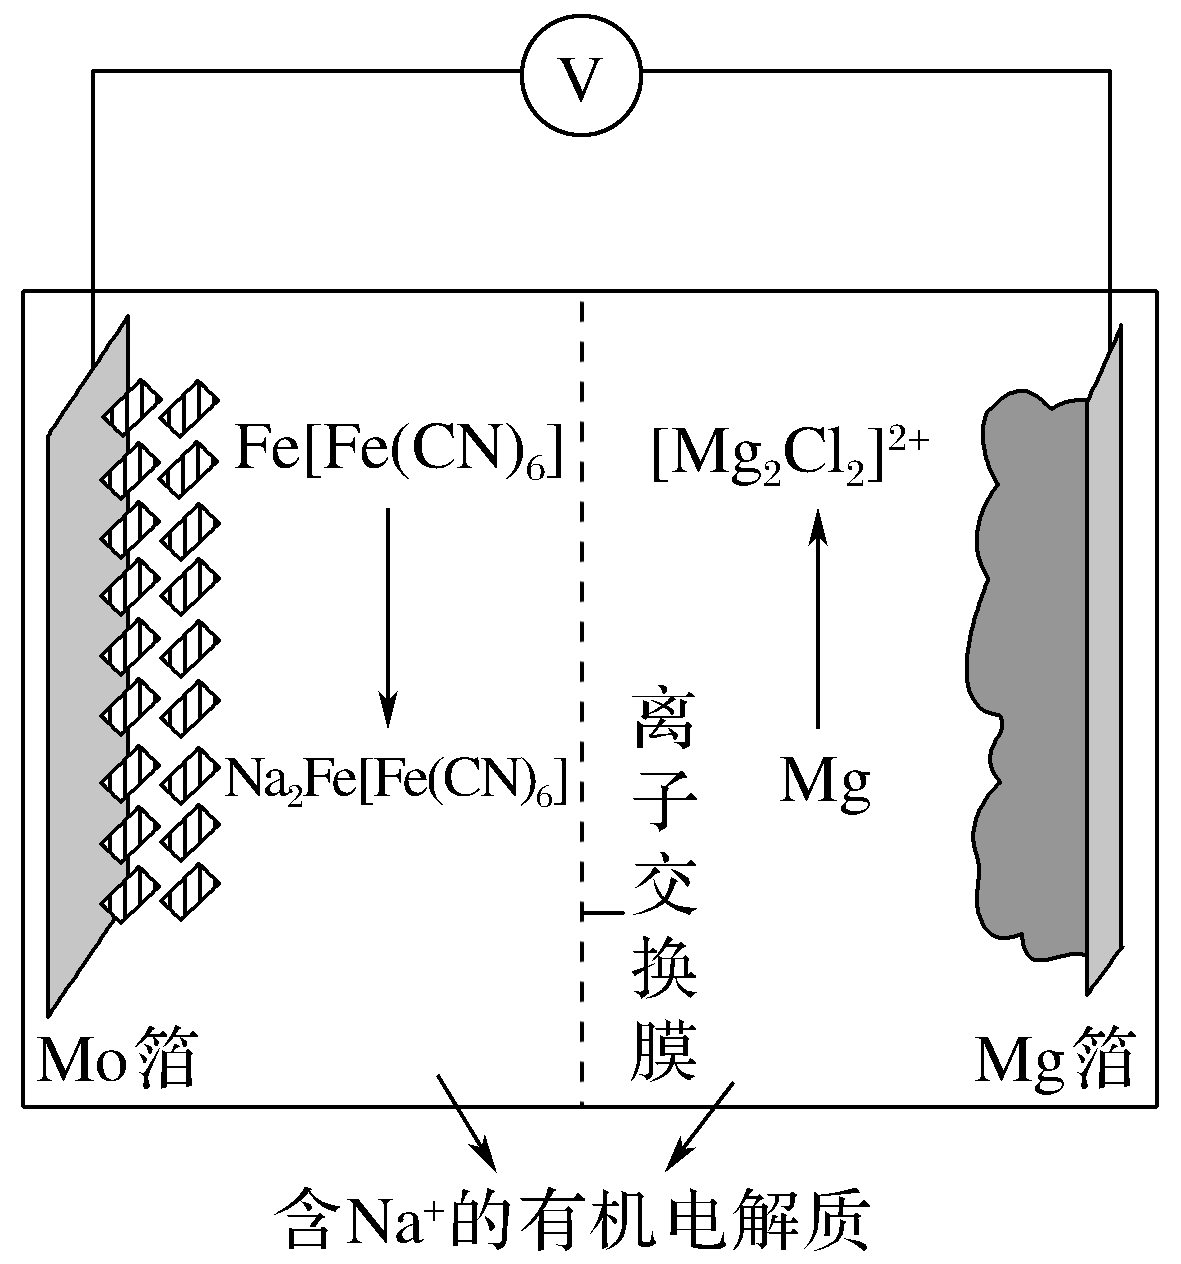 V
Fe[Fe(CN)₆]
[Mg₂Cl₂]²⁺
Na₂Fe[Fe(CN)₆]
Mg
离子交换膜
Mo箔
Mg箔
含Na⁺的有机电解质